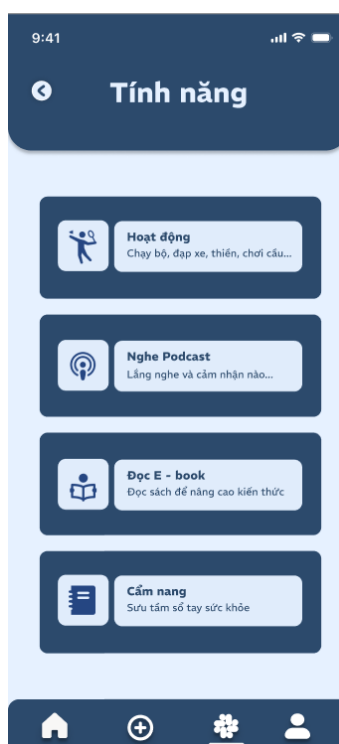 9:41
Tính năng
Hoạt động
Chạy bộ, đạp xe, thiền, chơi cầu...
Nghe Podcast
Lắng nghe và cảm nhận nào...
Đọc E - book
Đọc sách để nâng cao kiến thức
Cẩm nang
Sưu tầm sổ tay sức khỏe